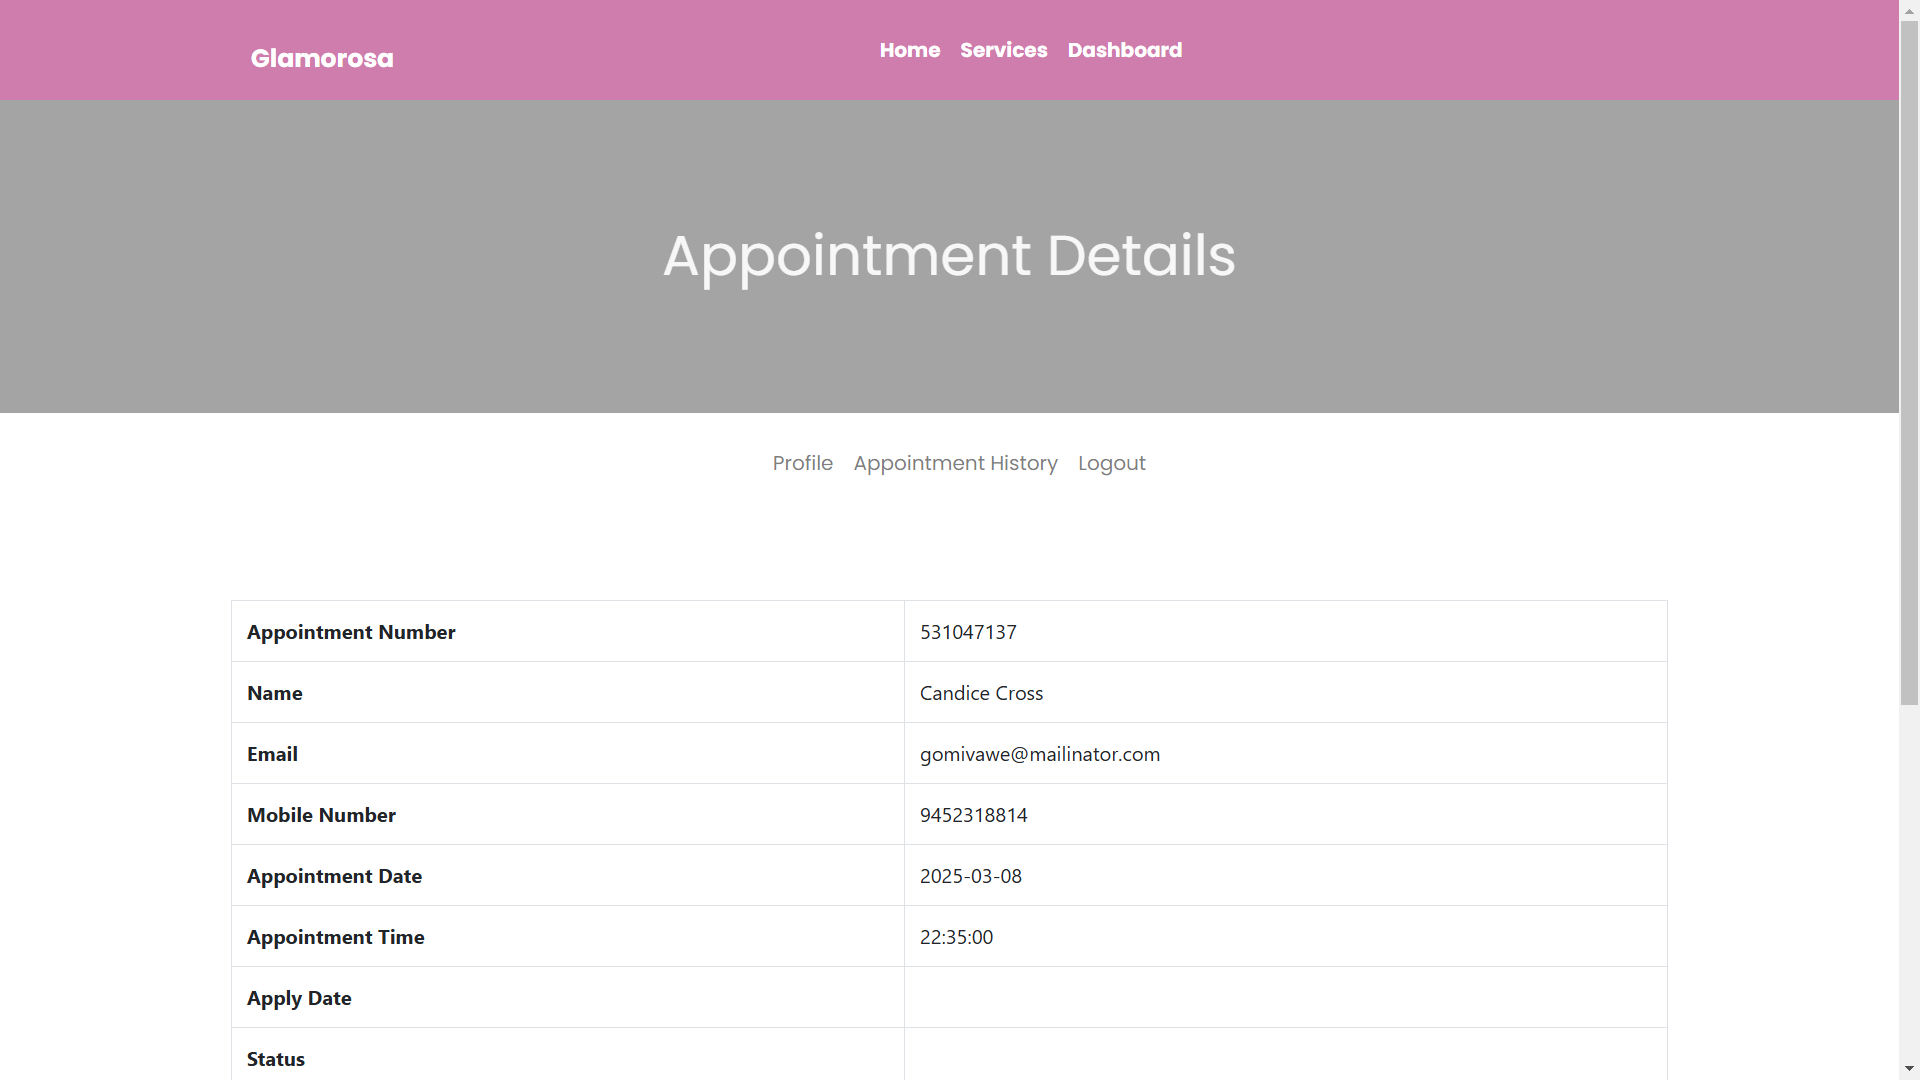 Glamorosa
Home Services Dashboard
Appointment Details
Profile Appointment History Logout
Appointment Number 531047137
Name Candice Cross
Email gomivawe@mailinator.com
Mobile Number 9452318814
Appointment Date 2025-03-08
Appointment Time 22:35:00
Apply Date
Status